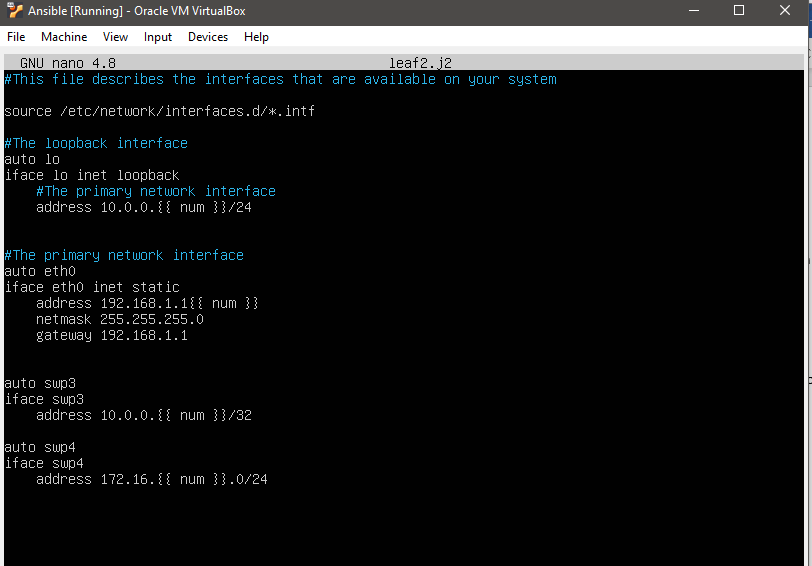 Ansible [Running] - Oracle VM VirtualBox
File Machine View Input Devices Help
GNU nano 4.8 leaf2.j2
#This file describes the interfaces that are available on your system
source /etc/network/interfaces.d/*.intf
#The loopback interface
auto lo
iface lo inet loopback
#The primary network interface
address 10.0.0.{{ num }}/24
#The primary network interface
auto eth0
iface eth0 inet static
address 192.168.1.1{{ num }}
netmask 255.255.255.0
gateway 192.168.1.1
auto swp3
iface swp3
address 10.0.0.{{ num }}/32
auto swp4
iface swp4
address 172.16.{{ num }}.0/24